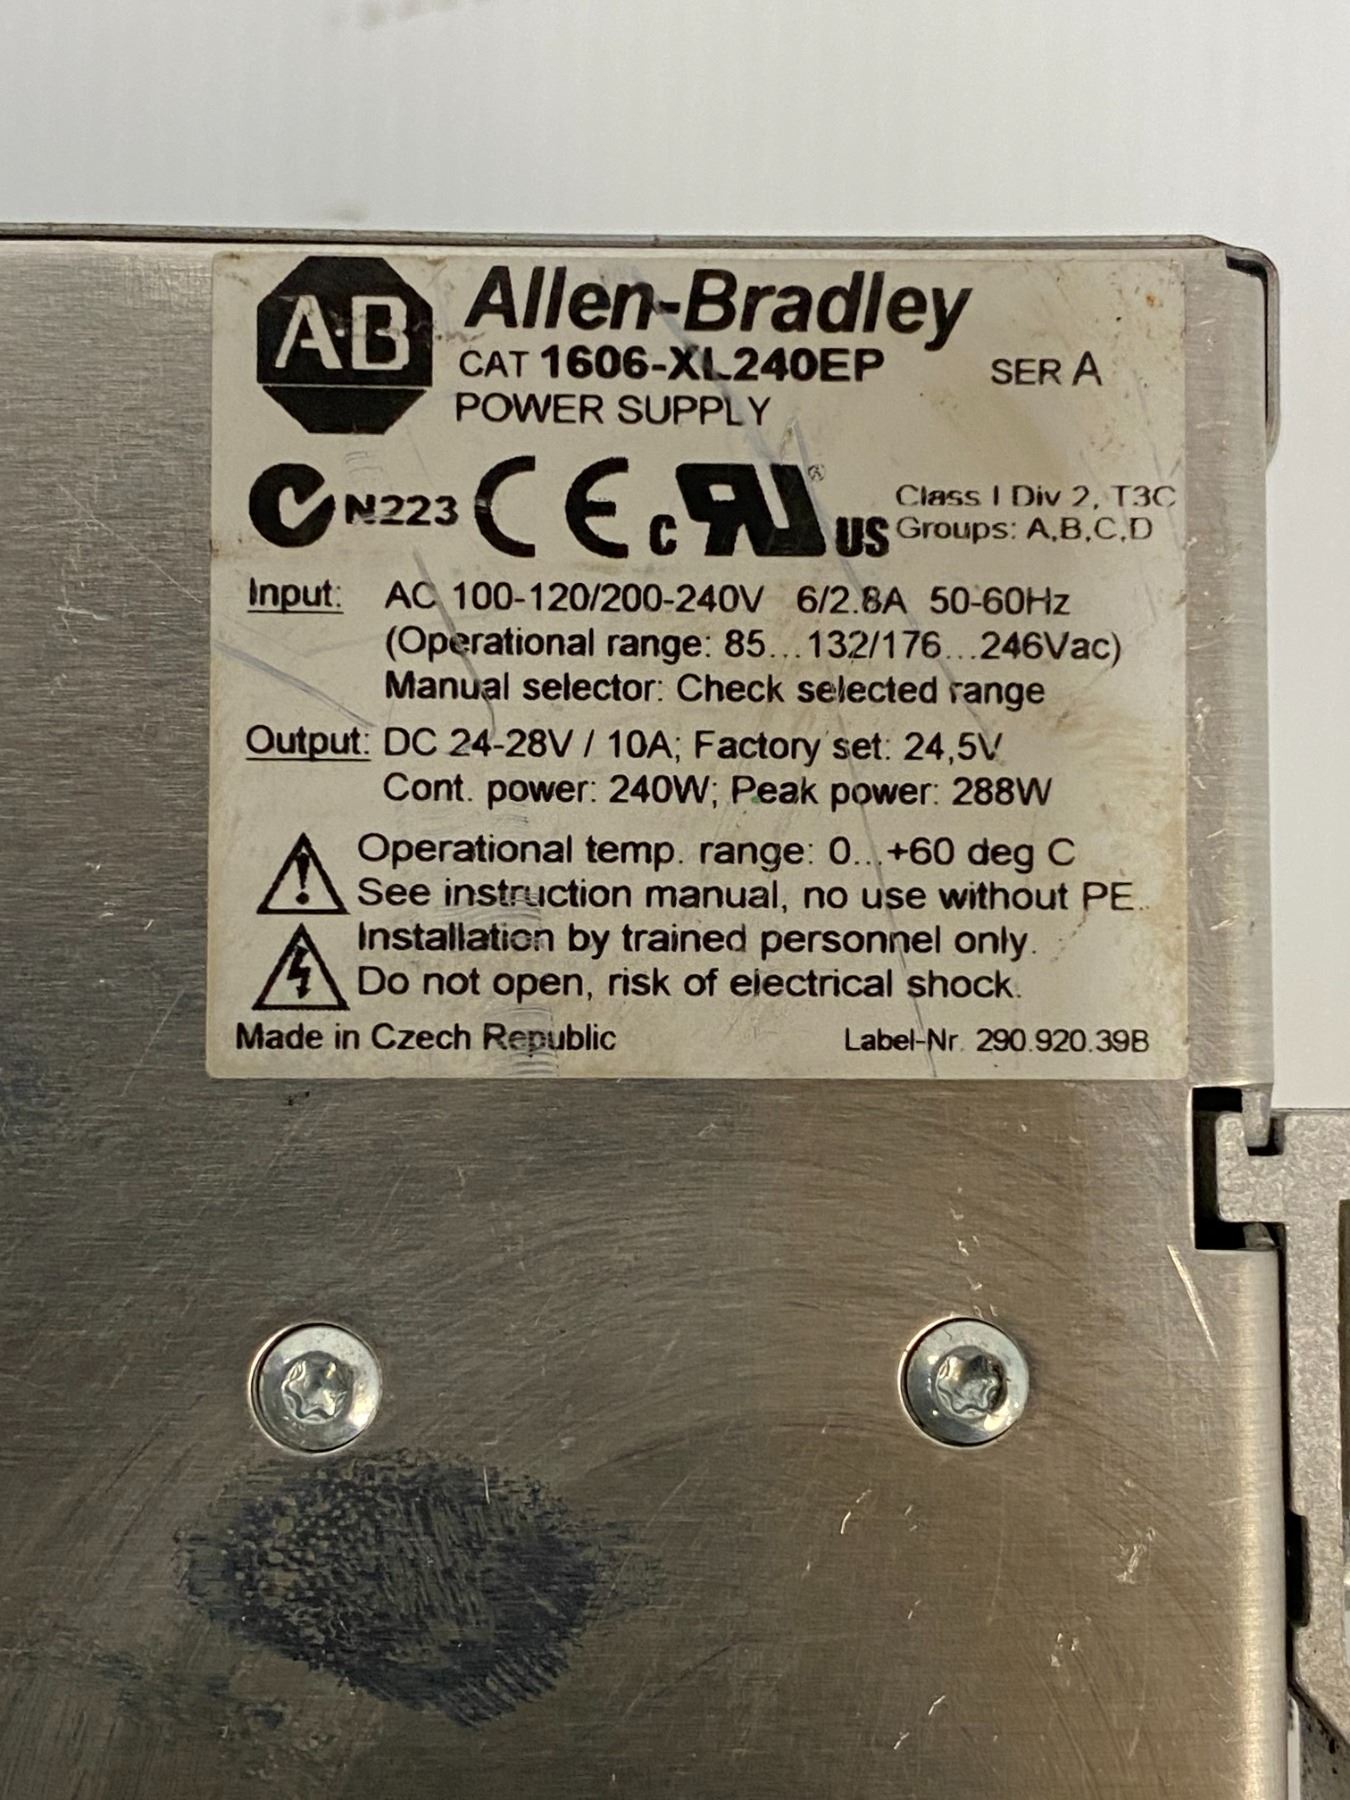 AB Allen-Bradley
CAT 1606-XL240EP SER A
POWER SUPPLY
N223 CE c RU ® US Class I Div 2, T3C
Groups: A,B,C,D
Input: AC 100-120/200-240V 6/2.8A 50-60Hz
(Operational range: 85...132/176...246Vac)
Manual selector: Check selected range
Output: DC 24-28V / 10A; Factory set: 24,5V
Cont. power: 240W; Peak power: 288W
Operational temp. range: 0...+60 deg C
See instruction manual, no use without PE.
Installation by trained personnel only.
Do not open, risk of electrical shock.
Made in Czech Republic Label-Nr. 290.920.39B